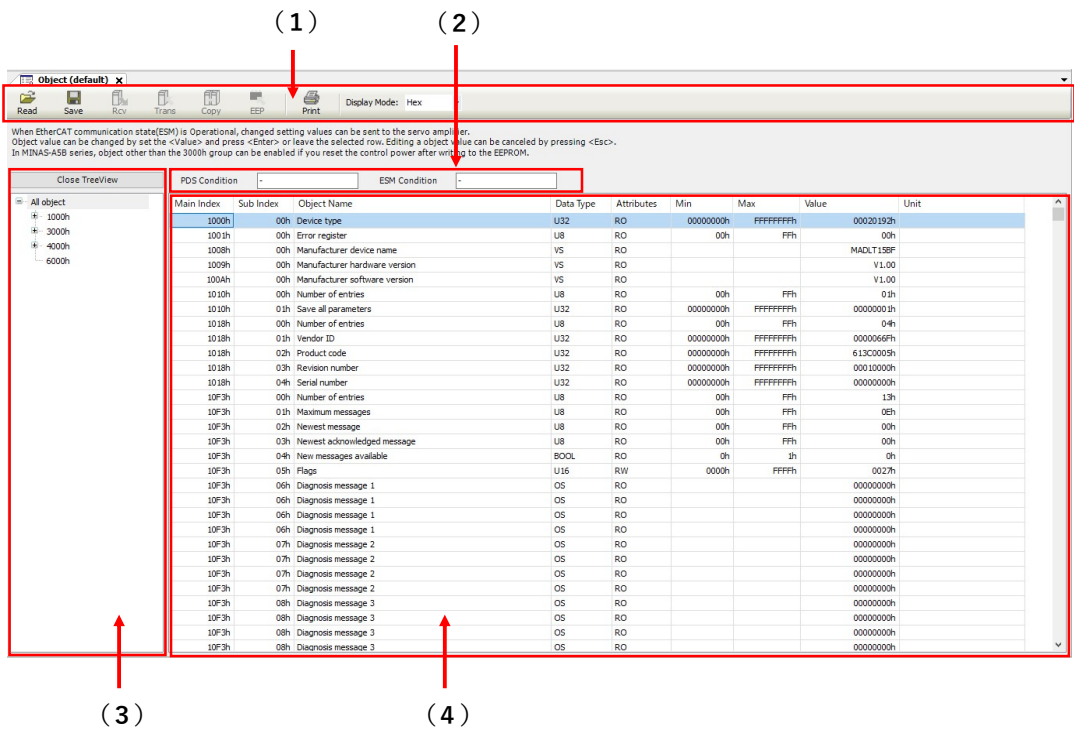 （1） （2）
Object (default) x
Read Save Rcv Trans Copy EEP Print Display Mode: Hex
When EtherCAT communication state(ESM) is Operational, changed setting values can be sent to the servo amplifier.
Object value can be changed by set the <Value> and press <Enter> or leave the selected row. Editing a object value can be canceled by pressing <Esc>.
In MINAS-A5B series, object other than the 3000h group can be enabled if you reset the control power after writing to the EEPROM.
Close TreeView PDS Condition - ESM Condition -
All object
1000h
3000h
4000h
6000h
Main Index Sub Index Object Name Data Type Attributes Min Max Value Unit
1000h 00h Device type U32 RO 00000000h FFFFFFFFh 00020192h
1001h 00h Error register U8 RO 00h FFh 00h
1008h 00h Manufacturer device name VS RO MADLT15BF
1009h 00h Manufacturer hardware version VS RO V1.00
100Ah 00h Manufacturer software version VS RO V1.00
1010h 00h Number of entries U8 RO 00h FFh 01h
1010h 01h Save all parameters U32 RO 00000000h FFFFFFFFh 00000001h
1018h 00h Number of entries U8 RO 00h FFh 04h
1018h 01h Vendor ID U32 RO 00000000h FFFFFFFFh 0000066Fh
1018h 02h Product code U32 RO 00000000h FFFFFFFFh 613C0005h
1018h 03h Revision number U32 RO 00000000h FFFFFFFFh 00010000h
1018h 04h Serial number U32 RO 00000000h FFFFFFFFh 00000000h
10F3h 00h Number of entries U8 RO 00h FFh 13h
10F3h 01h Maximum messages U8 RO 00h FFh 0Eh
10F3h 02h Newest message U8 RO 00h FFh 00h
10F3h 03h Newest acknowledged message U8 RO 00h FFh 00h
10F3h 04h New messages available BOOL RO 0h 1h 0h
10F3h 05h Flags U16 RW 0000h FFFFh 0027h
10F3h 06h Diagnosis message 1 OS RO 00000000h
10F3h 06h Diagnosis message 1 OS RO 00000000h
10F3h 06h Diagnosis message 1 OS RO 00000000h
10F3h 06h Diagnosis message 1 OS RO 00000000h
10F3h 07h Diagnosis message 2 OS RO 00000000h
10F3h 07h Diagnosis message 2 OS RO 00000000h
10F3h 07h Diagnosis message 2 OS RO 00000000h
10F3h 07h Diagnosis message 2 OS RO 00000000h
10F3h 08h Diagnosis message 3 OS RO 00000000h
10F3h 08h Diagnosis message 3 OS RO 00000000h
10F3h 08h Diagnosis message 3 OS RO 00000000h
10F3h 08h Diagnosis message 3 OS RO 00000000h
（3） （4）